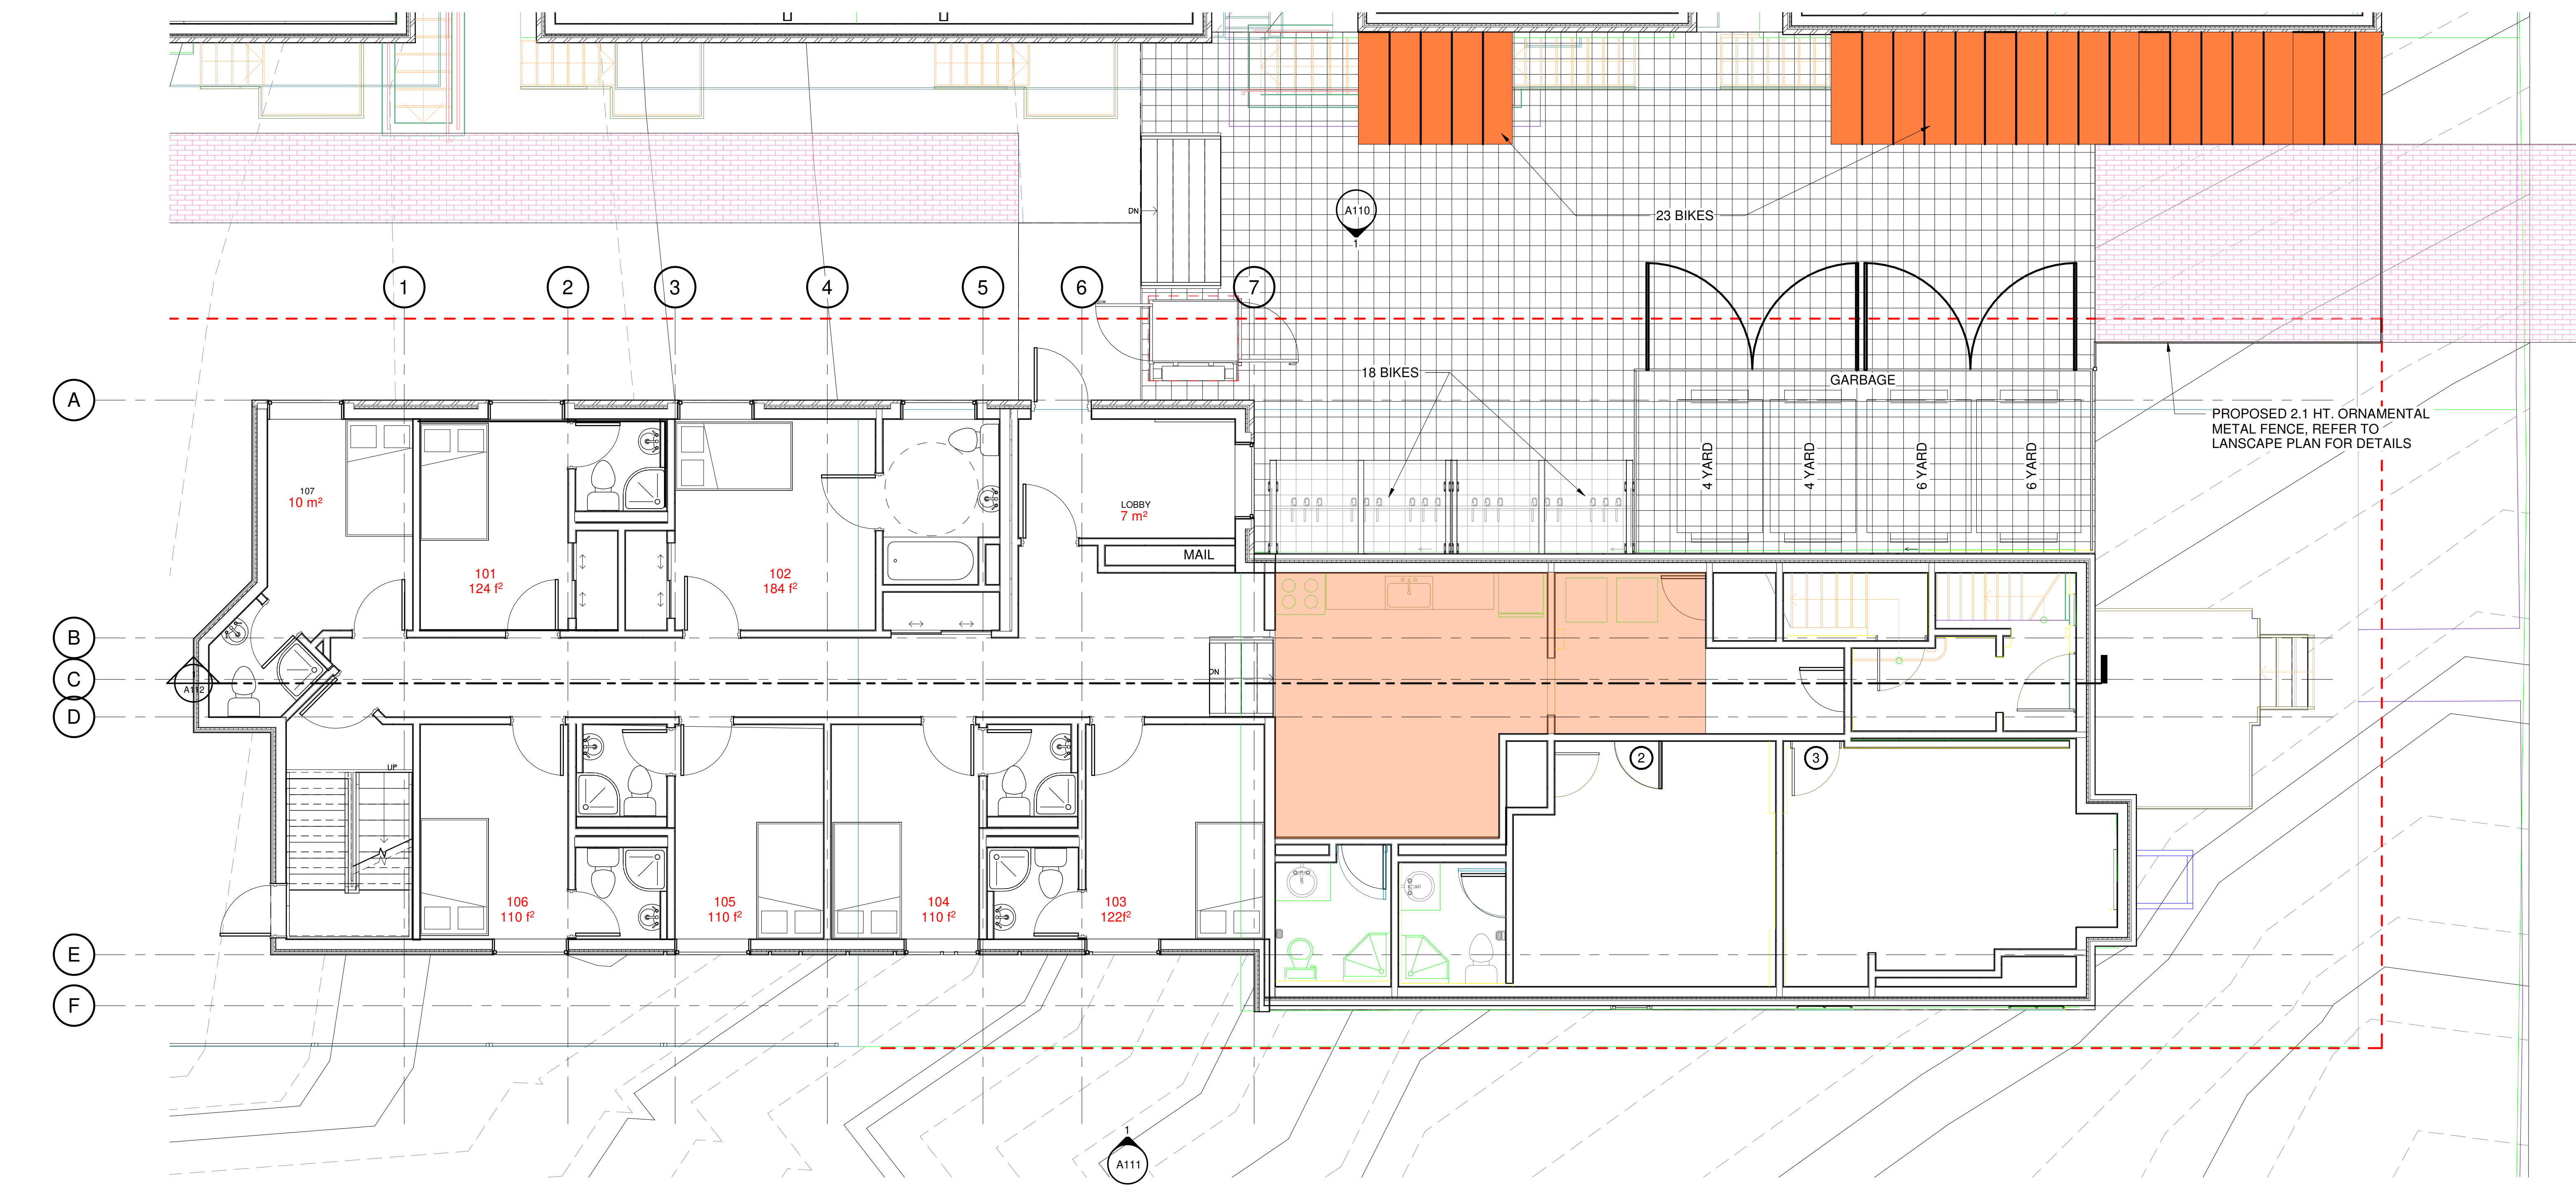 23 BIKES
A110
1
DN
1
2
3
4
5
6
7
18 BIKES
GARBAGE
4 YARD
4 YARD
6 YARD
6 YARD
PROPOSED 2.1 HT. ORNAMENTAL
METAL FENCE, REFER TO
LANSCAPE PLAN FOR DETAILS
A
B
C
D
E
F
107
10 m²
101
124 f²
102
184 f²
LOBBY
7 m²
MAIL
A112
DN
UP
2
3
106
110 f²
105
110 f²
104
110 f²
103
122f²
1
A111